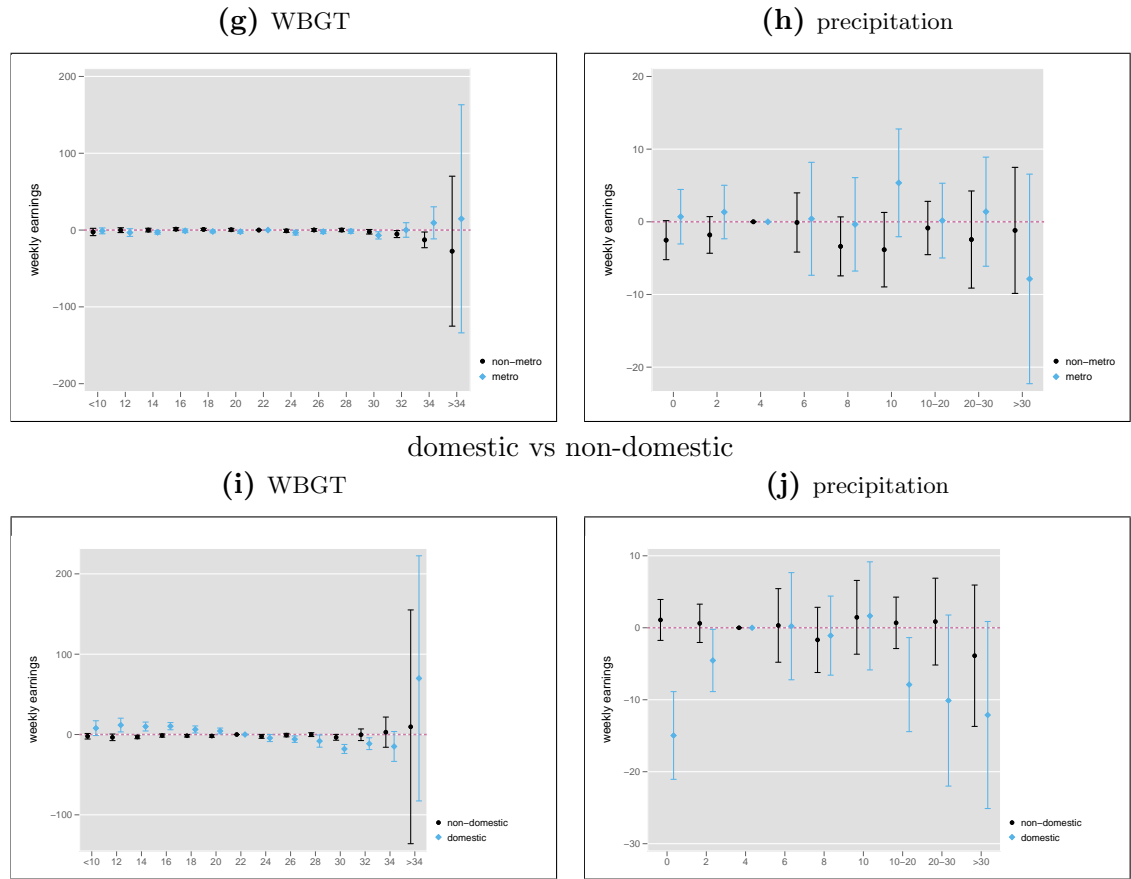 (g) WBGT
200
100
0
−100
−200
weekly earnings
<10 12 14 16 18 20 22 24 26 28 30 32 34 >34
non−metro
metro
(h) precipitation
20
10
0
−10
−20
weekly earnings
0 2 4 6 8 10 10−20 20−30 >30
non−metro
metro
domestic vs non-domestic
(i) WBGT
200
100
0
−100
weekly earnings
<10 12 14 16 18 20 22 24 26 28 30 32 34 >34
non−domestic
domestic
(j) precipitation
10
0
−10
−20
−30
weekly earnings
0 2 4 6 8 10 10−20 20−30 >30
non−domestic
domestic